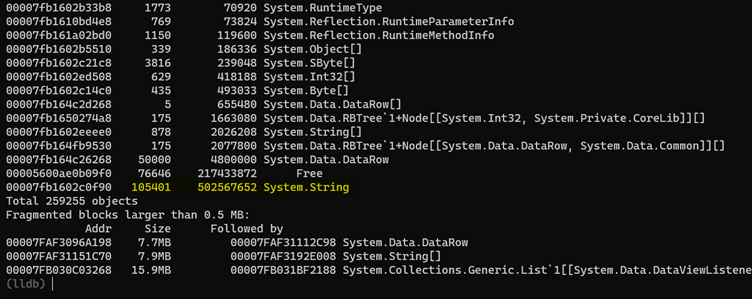 00007fb1602b33b8     1773        70920 System.RuntimeType
00007fb1610bd4e8      769        73824 System.Reflection.RuntimeParameterInfo
00007fb161a02bd0     1150       119600 System.Reflection.RuntimeMethodInfo
00007fb1602b5510      339       186336 System.Object[]
00007fb1602c21c8     3816       239048 System.SByte[]
00007fb1602ed508      629       418188 System.Int32[]
00007fb1602c14c0      435       493033 System.Byte[]
00007fb164c2d268        5       655480 System.Data.DataRow[]
00007fb1650274a8      175      1663080 System.Data.RBTree`1+Node[[System.Int32, System.Private.CoreLib]][]
00007fb1602eeee0      878      2026208 System.String[]
00007fb164fb9530      175      2077800 System.Data.RBTree`1+Node[[System.Data.DataRow, System.Data.Common]][]
00007fb164c26268    50000      4800000 System.Data.DataRow
00005600ae0b09f0    76646    217433872      Free
00007fb1602c0f90   105401    502567652 System.String
Total 259255 objects
Fragmented blocks larger than 0.5 MB:
            Addr     Size      Followed by
00007FAF3096A198    7.7MB         00007FAF31112C98 System.Data.DataRow
00007FAF31151C70    7.9MB         00007FAF3192E008 System.String[]
00007FB030C03268   15.9MB         00007FB031BF2188 System.Collections.Generic.List`1[[System.Data.DataViewListene
(lldb)